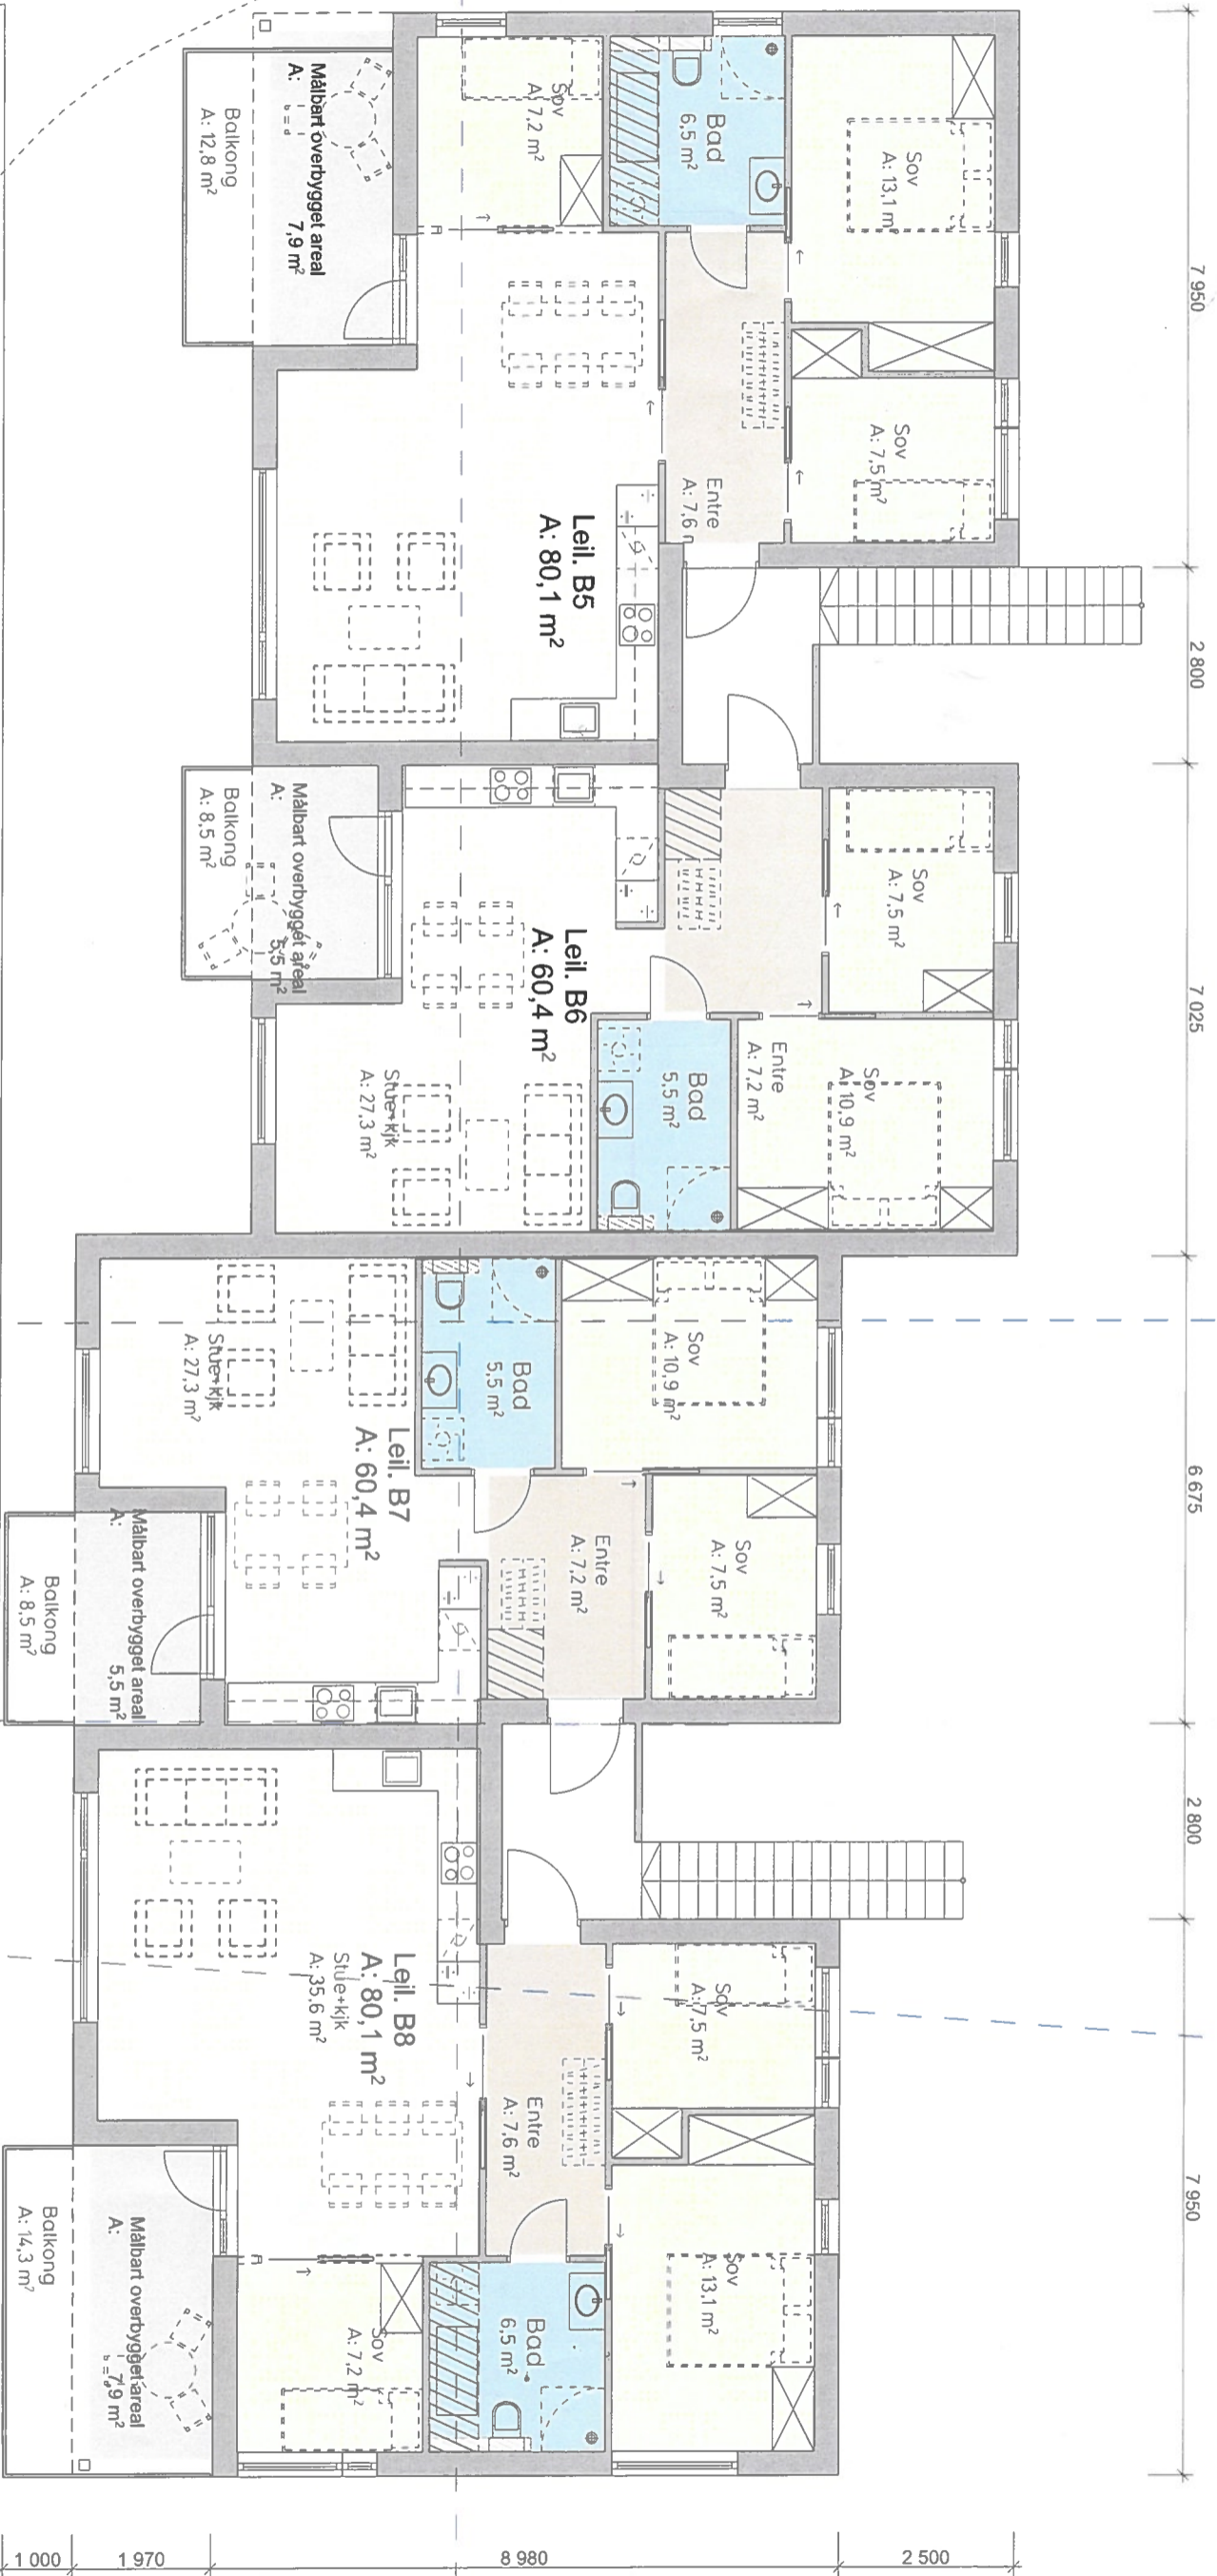 Målbart overbygget areal
A:
7,9 m²
Balkong
A: 12,8 m²
Sov
A: 7,2 m²
Bad
6,5 m²
Sov
A: 13,1 m²
Sov
A: 7,5 m²
Entre
A: 7,6
Leil. B5
A: 80,1 m²
7 950
2 800
Målbart overbygget areal
A:
5,5 m²
Balkong
A: 8,5 m²
Leil. B6
A: 60,4 m²
Stue+kjk
A: 27,3 m²
Bad
5,5 m²
Entre
A: 7,2 m²
Sov
A: 7,5 m²
Sov
A: 10,9 m²
7 025
Stue+kjk
A: 27,3 m²
Leil. B7
A: 60,4 m²
Bad
5,5 m²
Sov
A: 10,9 m²
Entre
A: 7,2 m²
Sov
A: 7,5 m²
Målbart overbygget areal
A:
5,5 m²
Balkong
A: 8,5 m²
6 675
2 800
Leil. B8
A: 80,1 m²
Stue+kjk
A: 35,6 m²
Sov
A: 7,5 m²
Entre
A: 7,6 m²
Sov
A: 13,1 m²
Bad
6,5 m²
Sov
A: 7,2 m²
Målbart overbygget areal
A:
7,9 m²
Balkong
A: 14,3 m²
7 950
1 000
1 970
8 980
2 500